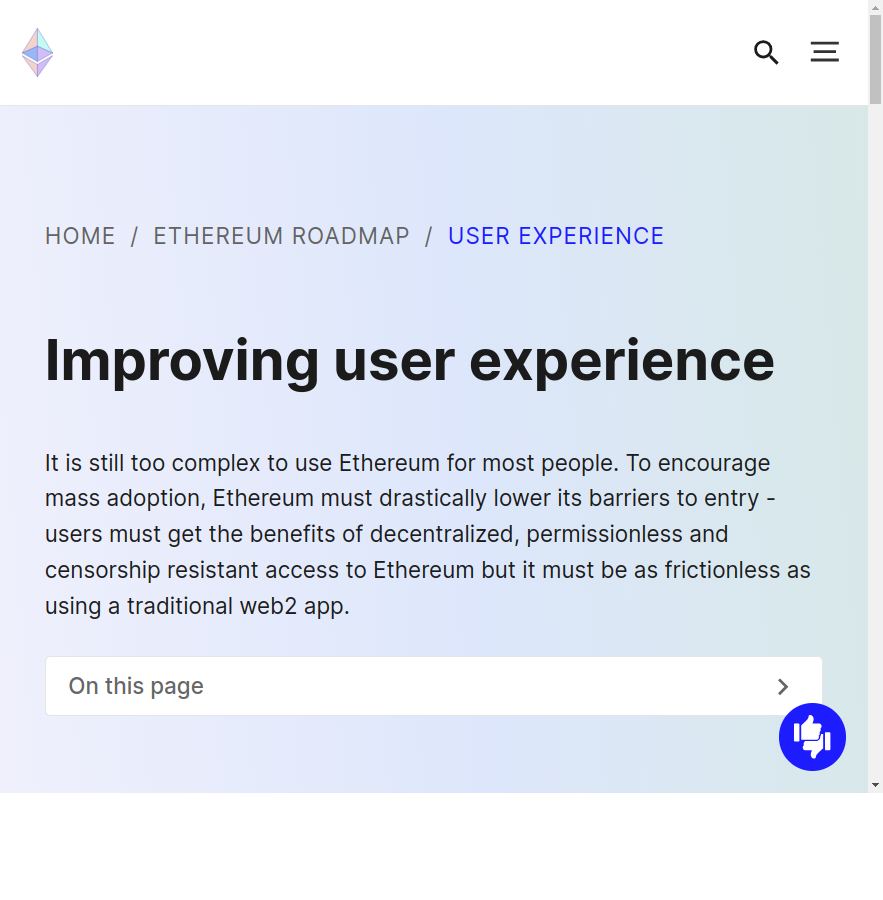 HOME / ETHEREUM ROADMAP / USER EXPERIENCE
Improving user experience
It is still too complex to use Ethereum for most people. To encourage
mass adoption, Ethereum must drastically lower its barriers to entry -
users must get the benefits of decentralized, permissionless and
censorship resistant access to Ethereum but it must be as frictionless as
using a traditional web2 app.
On this page